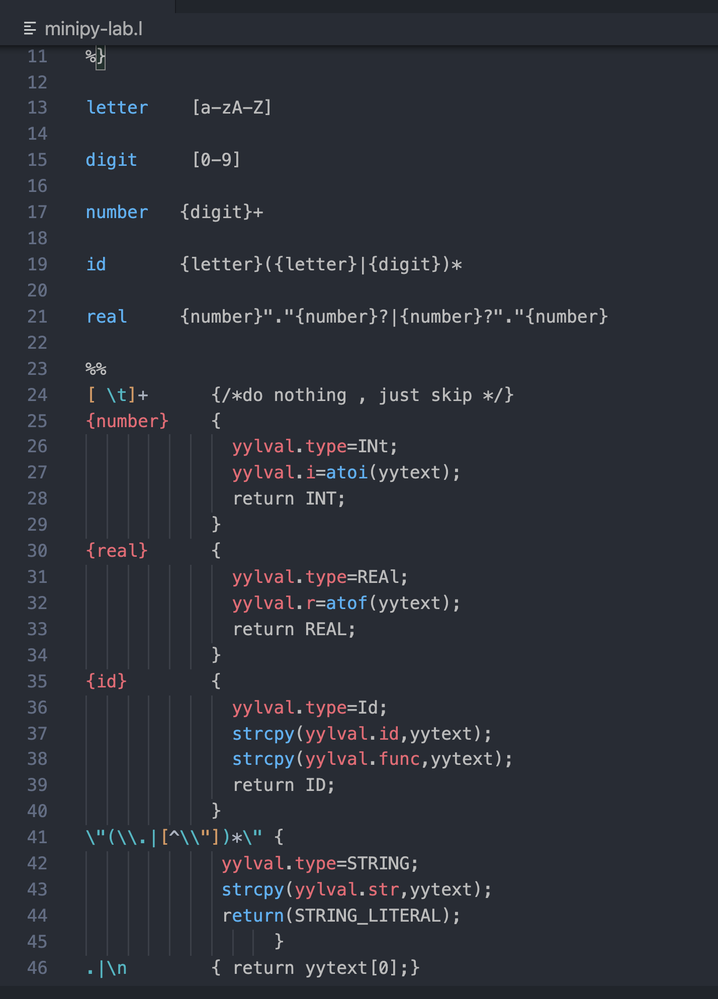 minipy-lab.l
11 %}
12
13 letter [a-zA-Z]
14
15 digit [0-9]
16
17 number {digit}+
18
19 id {letter}({letter}|{digit})*
20
21 real {number}"."{number}?|{number}?"."{number}
22
23 %%
24 [ \t]+ {/*do nothing , just skip */}
25 {number} {
26 yylval.type=INt;
27 yylval.i=atoi(yytext);
28 return INT;
29 }
30 {real} {
31 yylval.type=REAl;
32 yylval.r=atof(yytext);
33 return REAL;
34 }
35 {id} {
36 yylval.type=Id;
37 strcpy(yylval.id,yytext);
38 strcpy(yylval.func,yytext);
39 return ID;
40 }
41 \"(\\.|[^\\"])*\" {
42 yylval.type=STRING;
43 strcpy(yylval.str,yytext);
44 return(STRING_LITERAL);
45 }
46 .|\n { return yytext[0];}